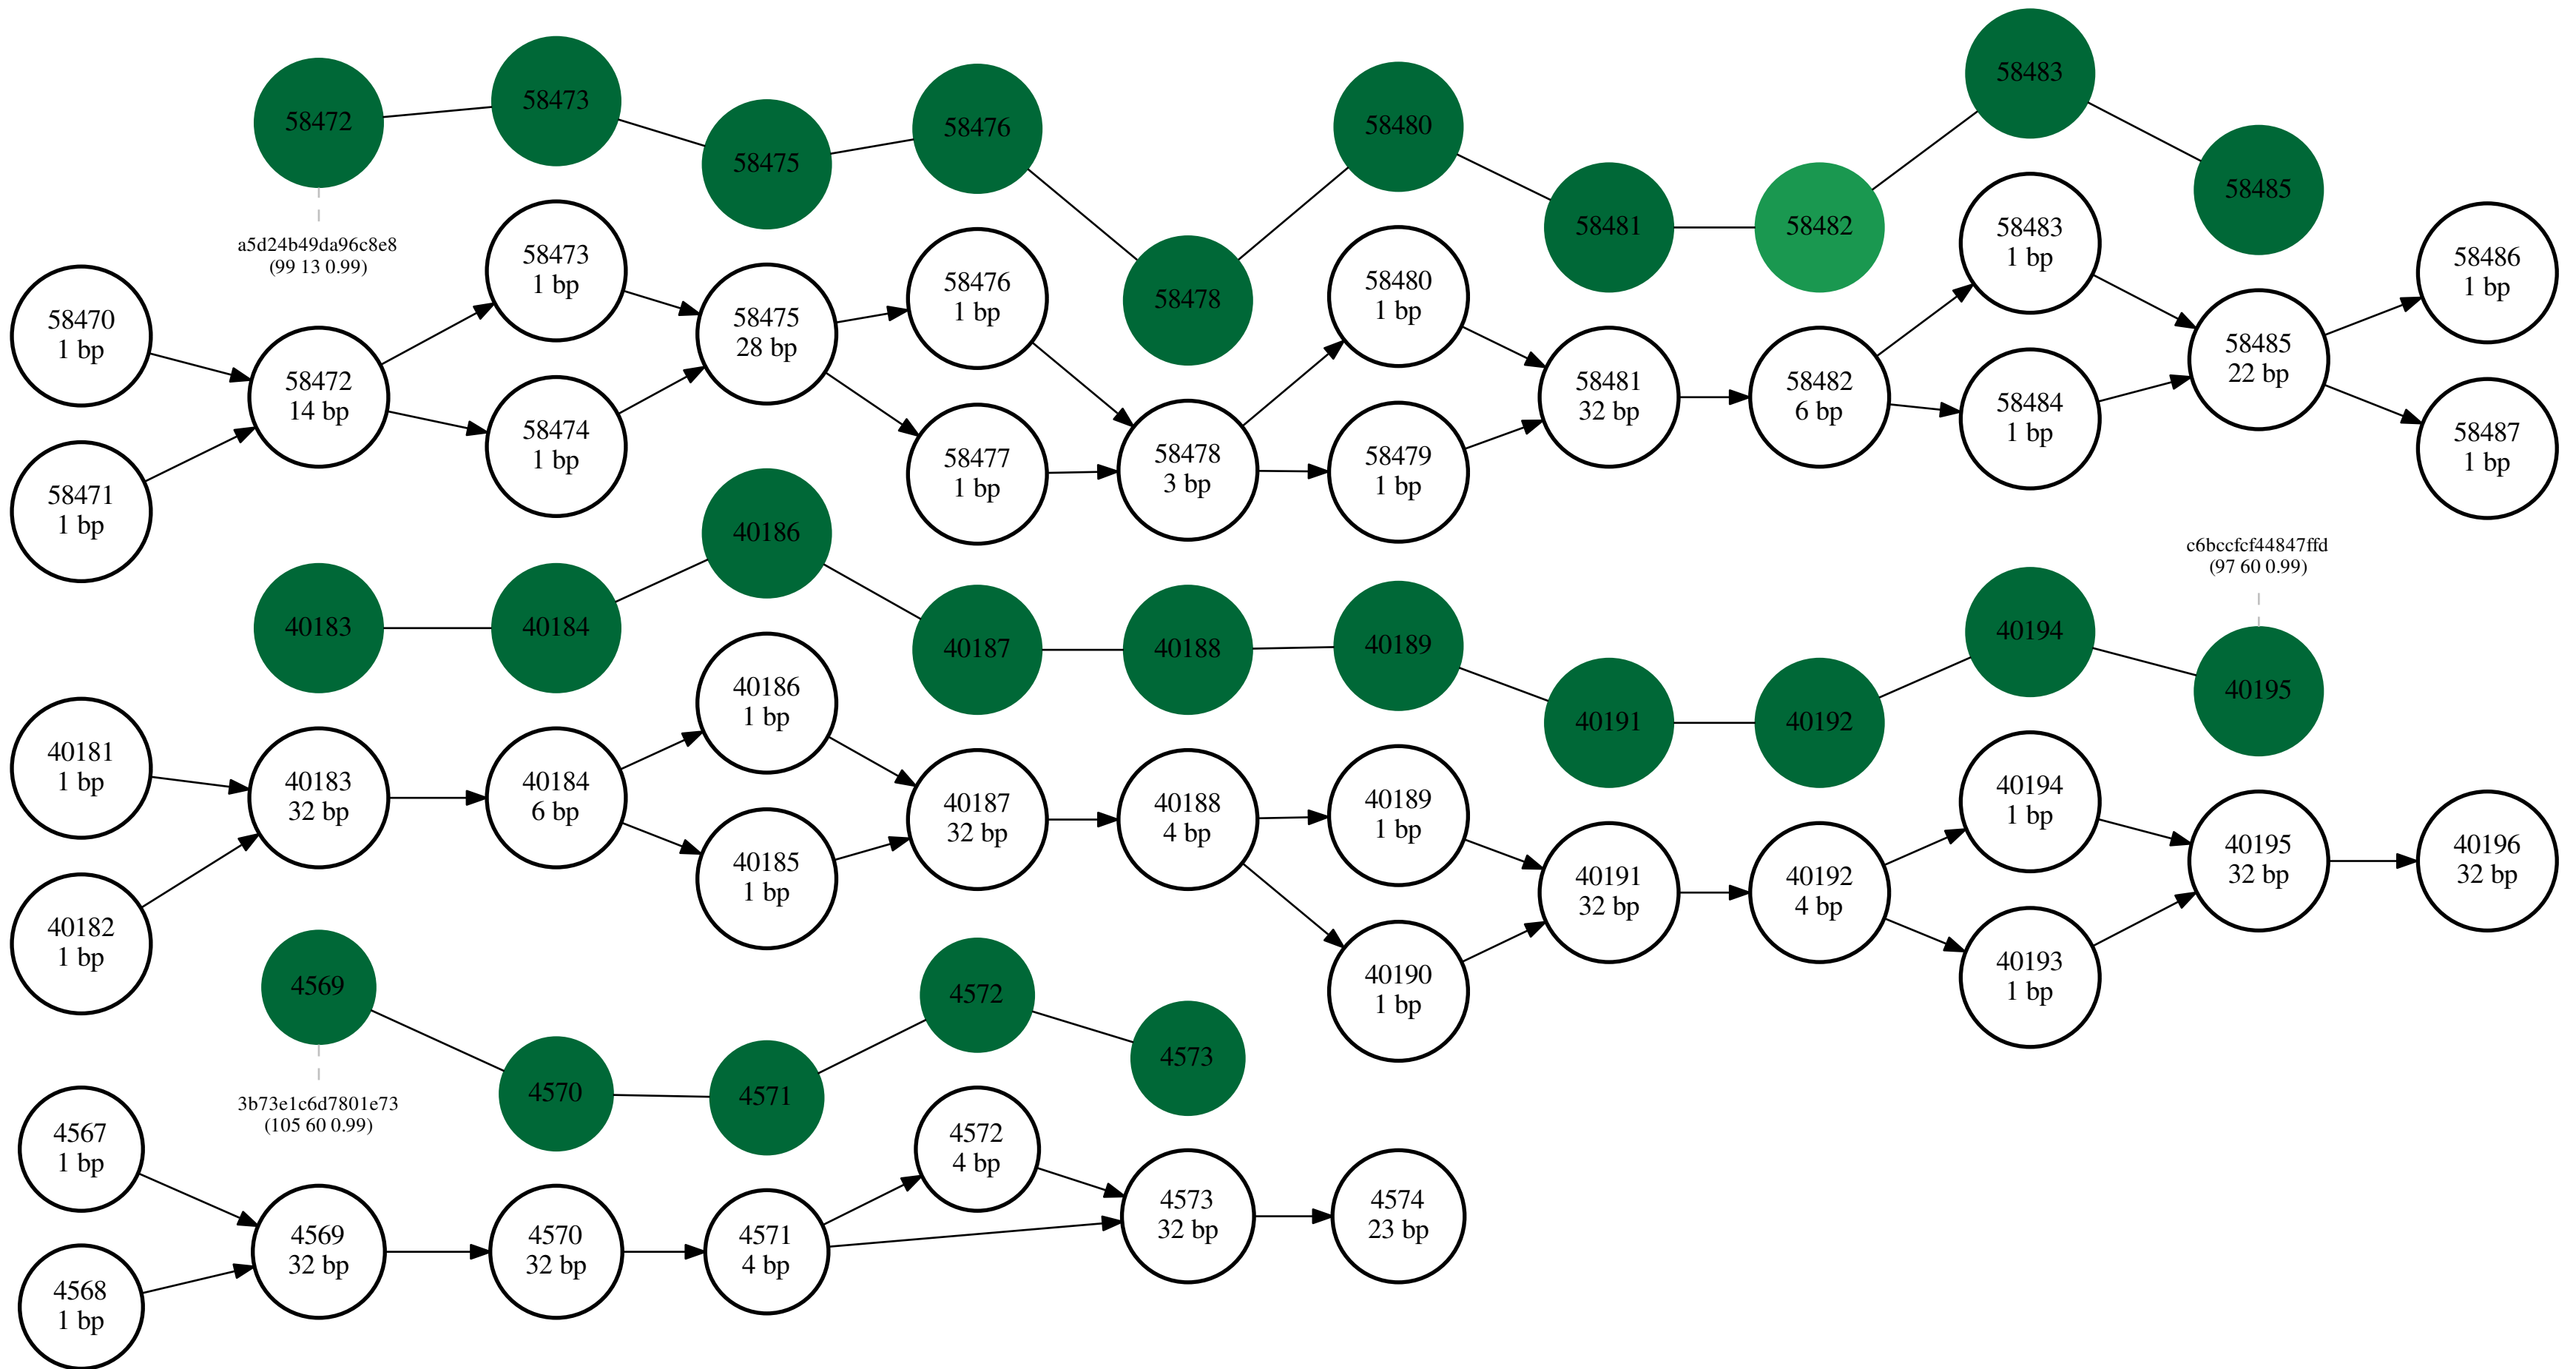 58472
58473
58475
58476
58478
58480
58481
58482
58483
58485
a5d24b49da96c8e8
(99 13 0.99)
58470
1 bp
58471
1 bp
58472
14 bp
58473
1 bp
58474
1 bp
58475
28 bp
58476
1 bp
58477
1 bp
58478
3 bp
58480
1 bp
58479
1 bp
58481
32 bp
58482
6 bp
58483
1 bp
58484
1 bp
58485
22 bp
58486
1 bp
58487
1 bp
40183
40184
40186
40187
40188
40189
40191
40192
40194
c6bccfcf44847ffd
(97 60 0.99)
40195
40181
1 bp
40182
1 bp
40183
32 bp
40184
6 bp
40186
1 bp
40185
1 bp
40187
32 bp
40188
4 bp
40189
1 bp
40190
1 bp
40191
32 bp
40192
4 bp
40194
1 bp
40193
1 bp
40195
32 bp
40196
32 bp
4569
4570
4571
4572
4573
3b73e1c6d7801e73
(105 60 0.99)
4567
1 bp
4568
1 bp
4569
32 bp
4570
32 bp
4571
4 bp
4572
4 bp
4573
32 bp
4574
23 bp